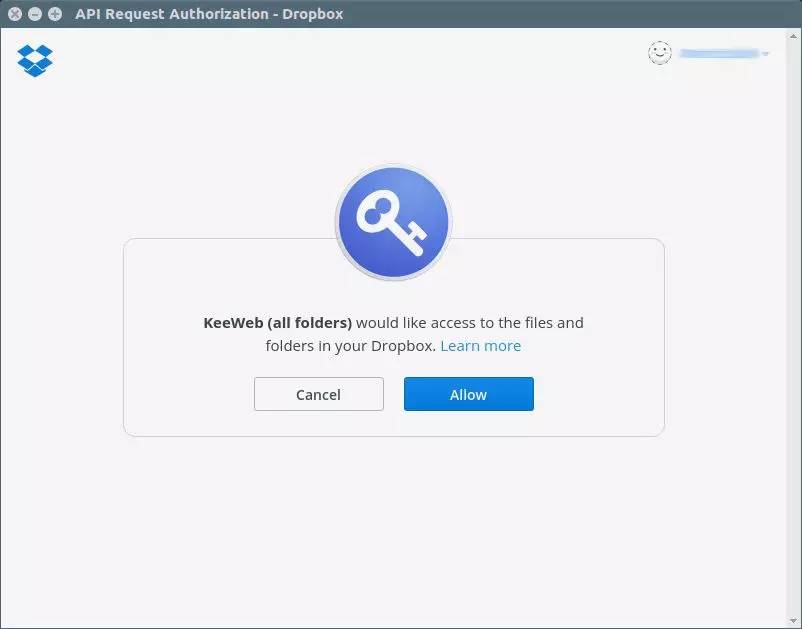 API Request Authorization - Dropbox
KeeWeb (all folders) would like access to the files and
folders in your Dropbox. Learn more
Cancel
Allow